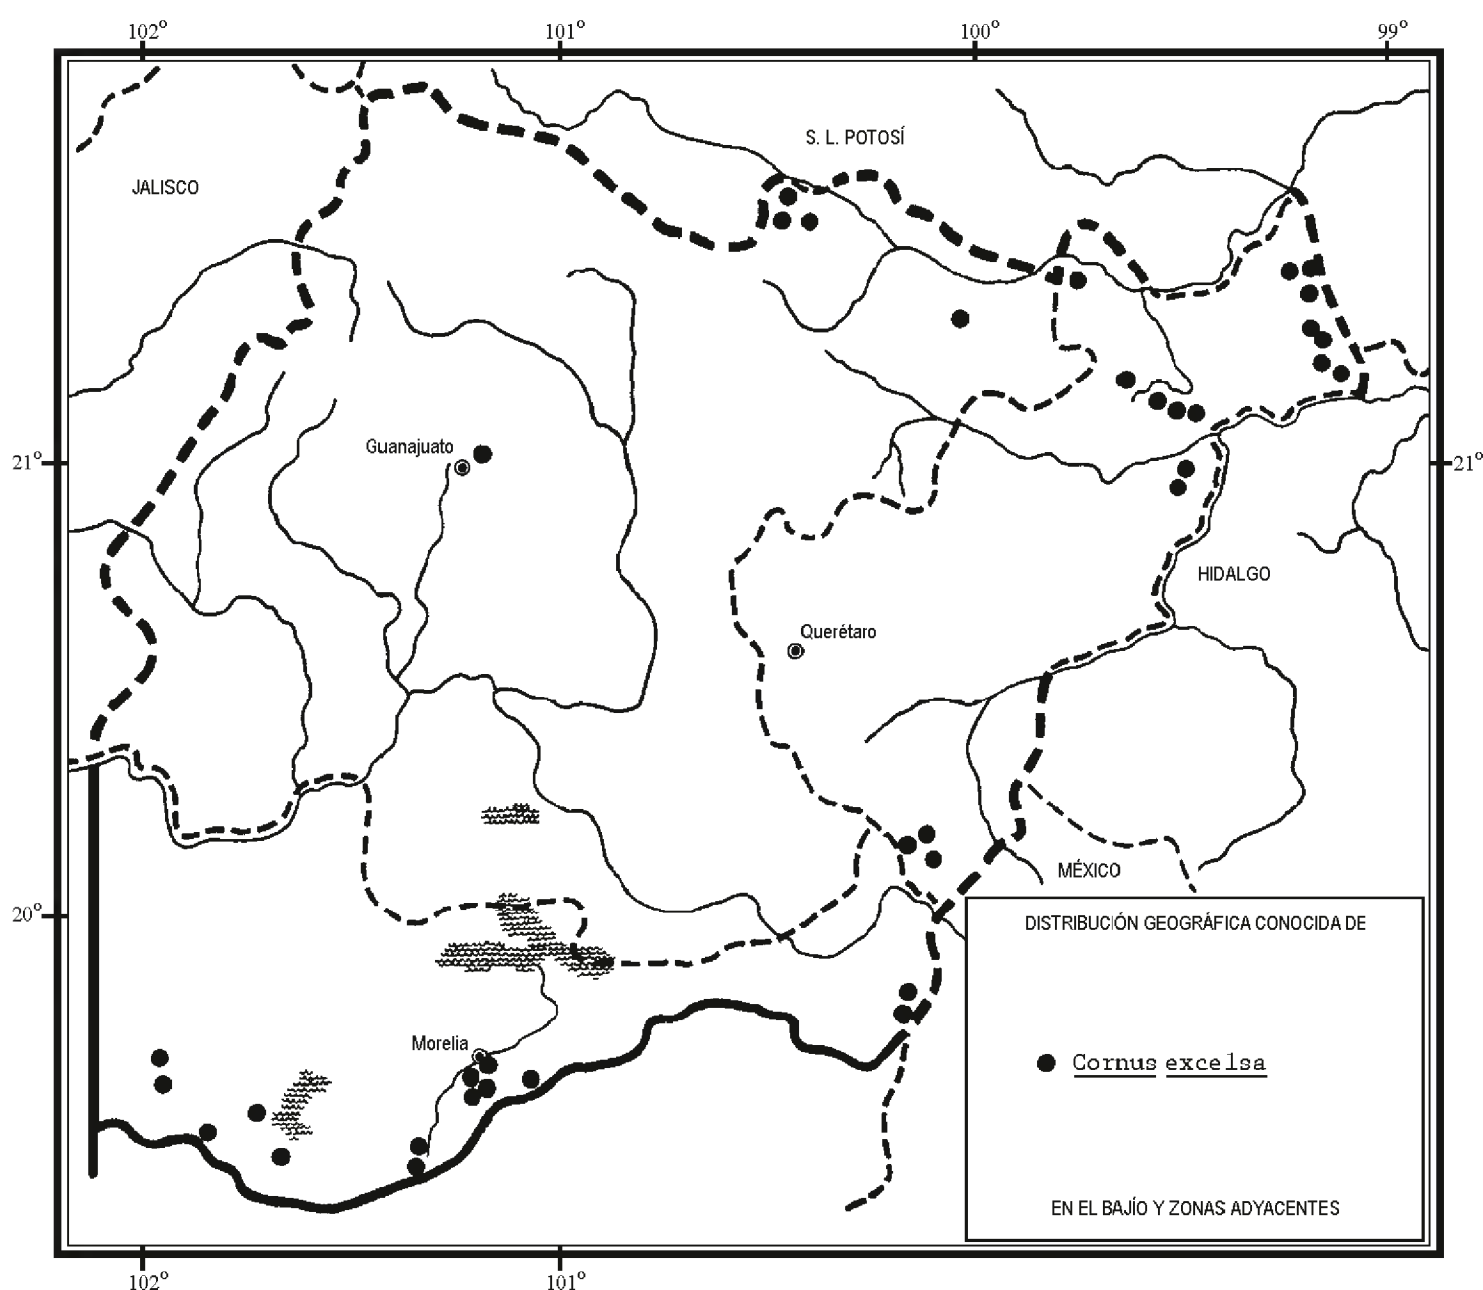 102° 101° 100° 99°
S. L. POTOSÍ
JALISCO
Guanajuato
21° 21°
HIDALGO
Querétaro
MÉXICO
20°
DISTRIBUCIÓN GEOGRÁFICA CONOCIDA DE
Morelia
Cornus excelsa
EN EL BAJÍO Y ZONAS ADYACENTES
102° 101°